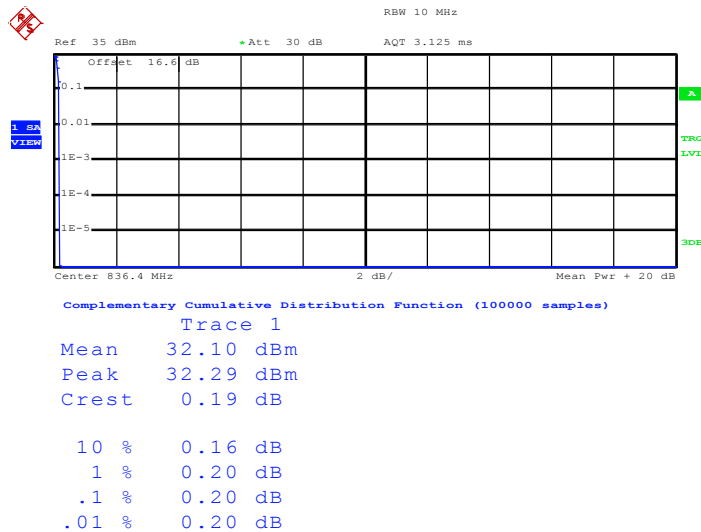 RBW 10 MHz
Ref 35 dBm * Att 30 dB AQT 3.125 ms
Offset 16.6 dB
0.1
A
0.01
1 SA
VIEW
TRG
LVL
1E-3
1E-4
1E-5
3DB
Center 836.4 MHz 2 dB/ Mean Pwr + 20 dB
Complementary Cumulative Distribution Function (100000 samples)
Trace 1
Mean 32.10 dBm
Peak 32.29 dBm
Crest 0.19 dB
10 % 0.16 dB
1 % 0.20 dB
.1 % 0.20 dB
.01 % 0.20 dB